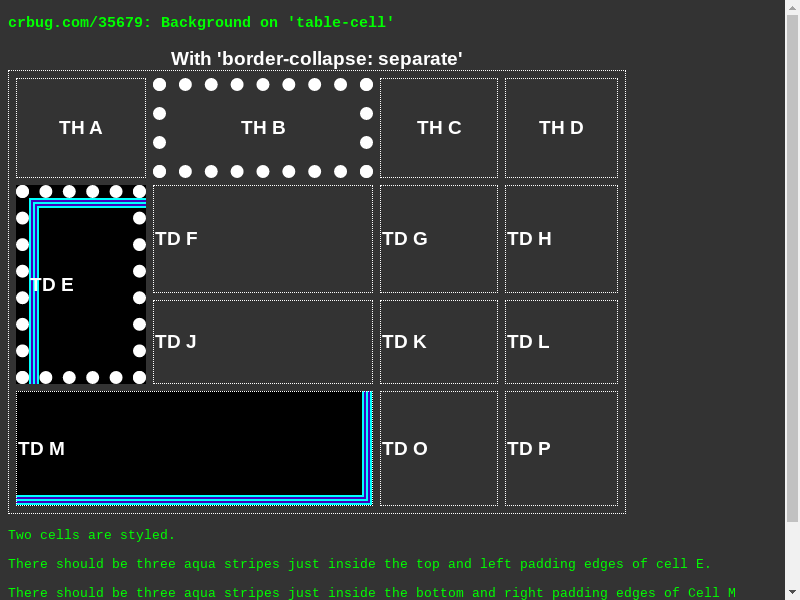 crbug.com/35679: Background on 'table-cell'
With 'border-collapse: separate'
TH A TH B TH C TH D
TD E
TD F TD G TD H
TD J TD K TD L
TD M TD O TD P
Two cells are styled.
There should be three aqua stripes just inside the top and left padding edges of cell E.
There should be three aqua stripes just inside the bottom and right padding edges of Cell M